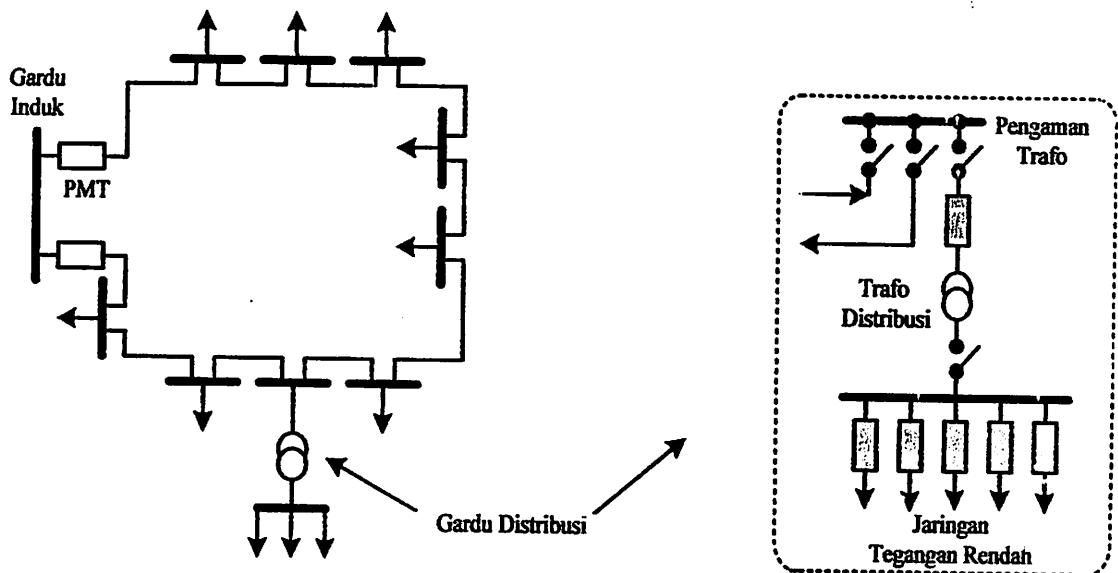 Gardu
Induk
PMT
Gardu Distribusi
Pengaman
Trafo
Trafo
Distribusi
Jaringan
Tegangan Rendah